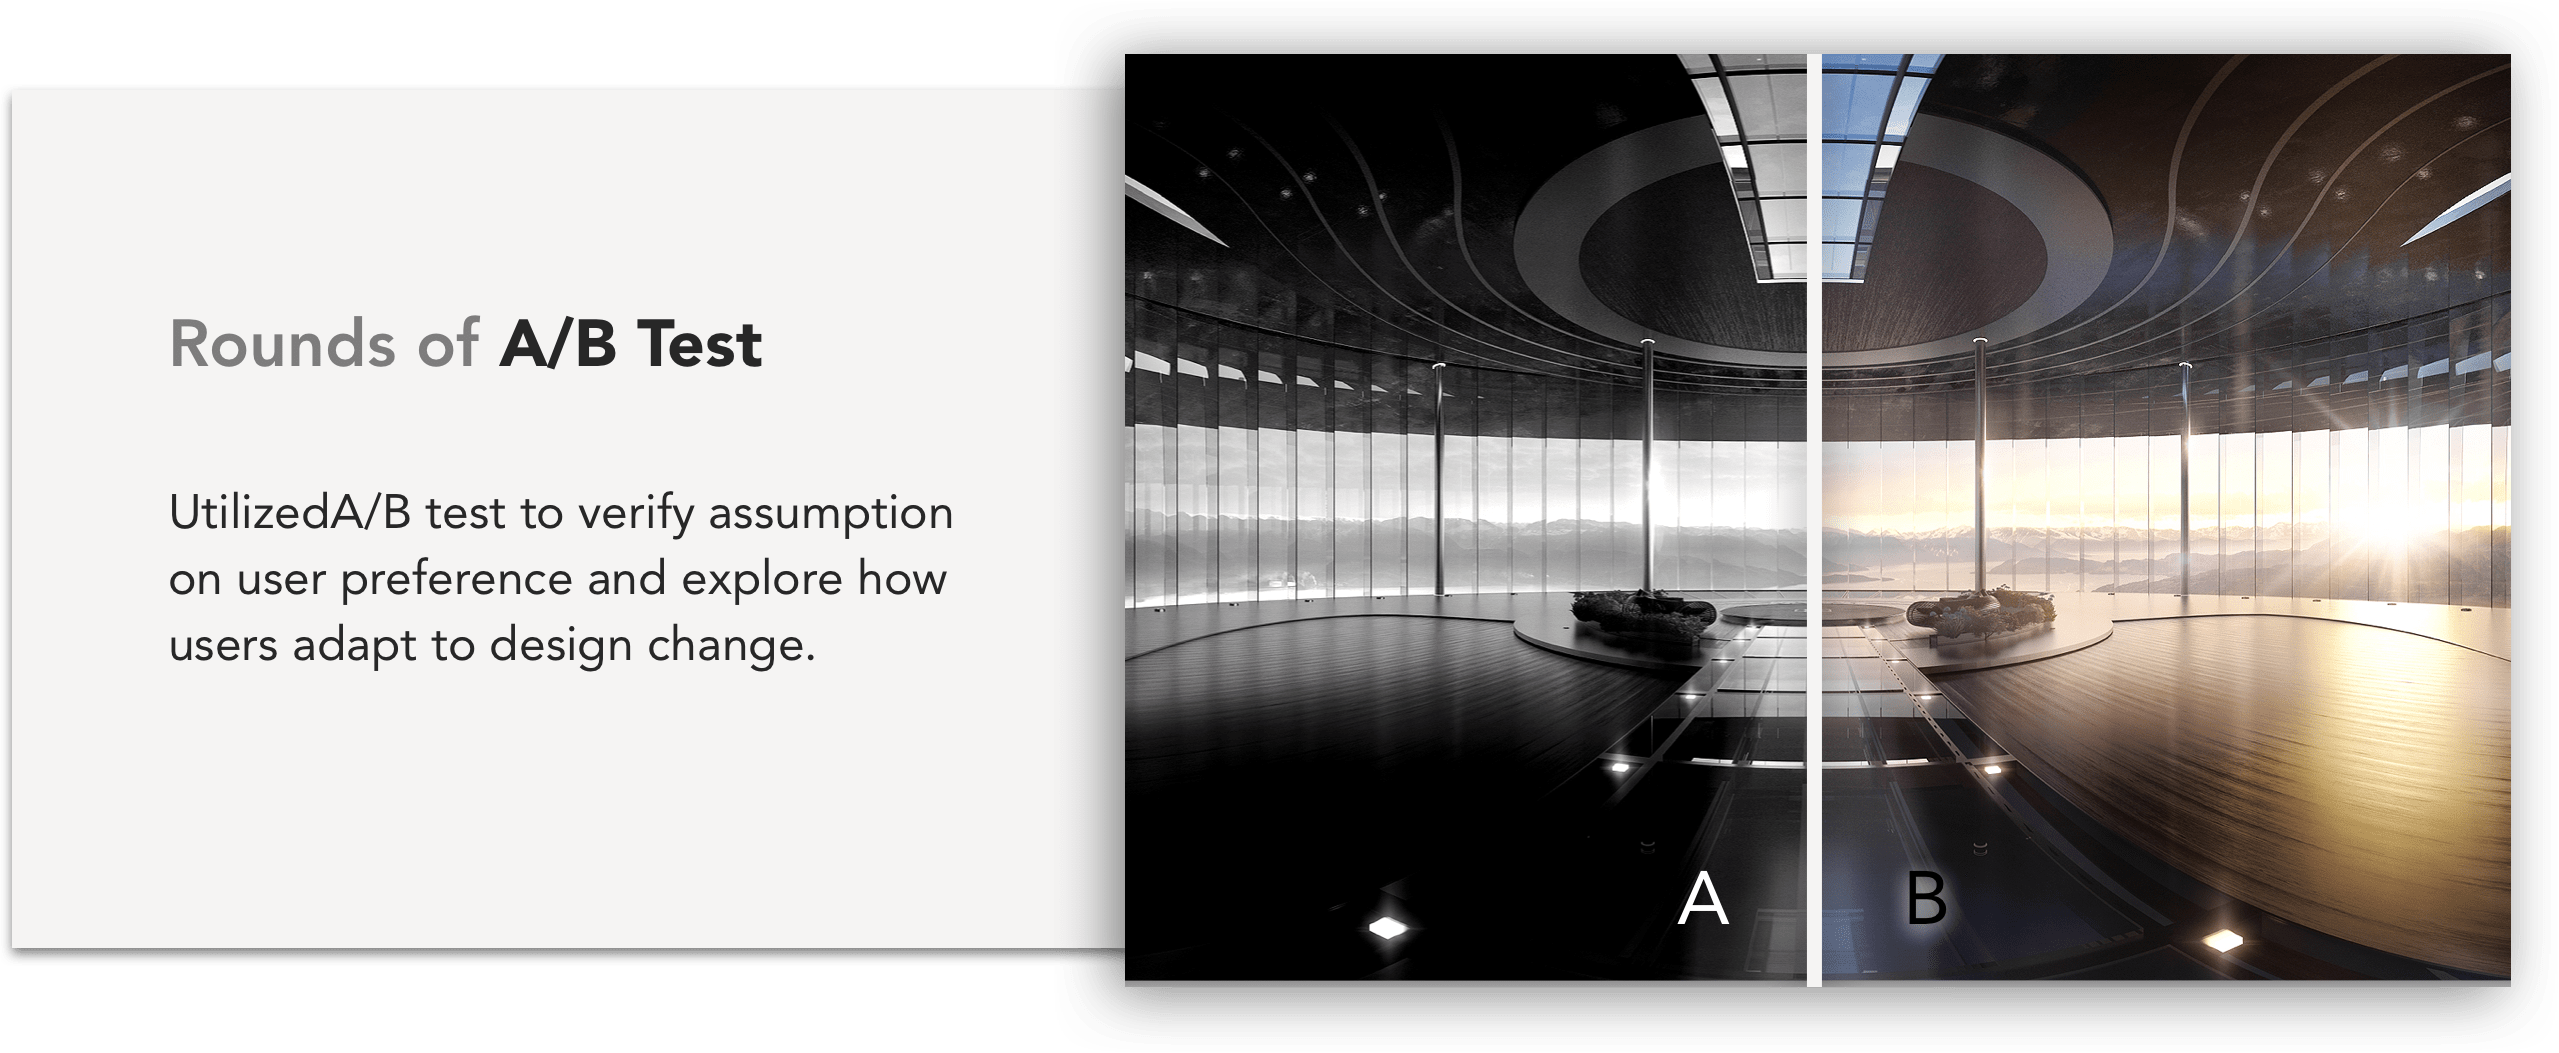 Rounds of A/B Test
UtilizedA/B test to verify assumption
on user preference and explore how
users adapt to design change.
A
B